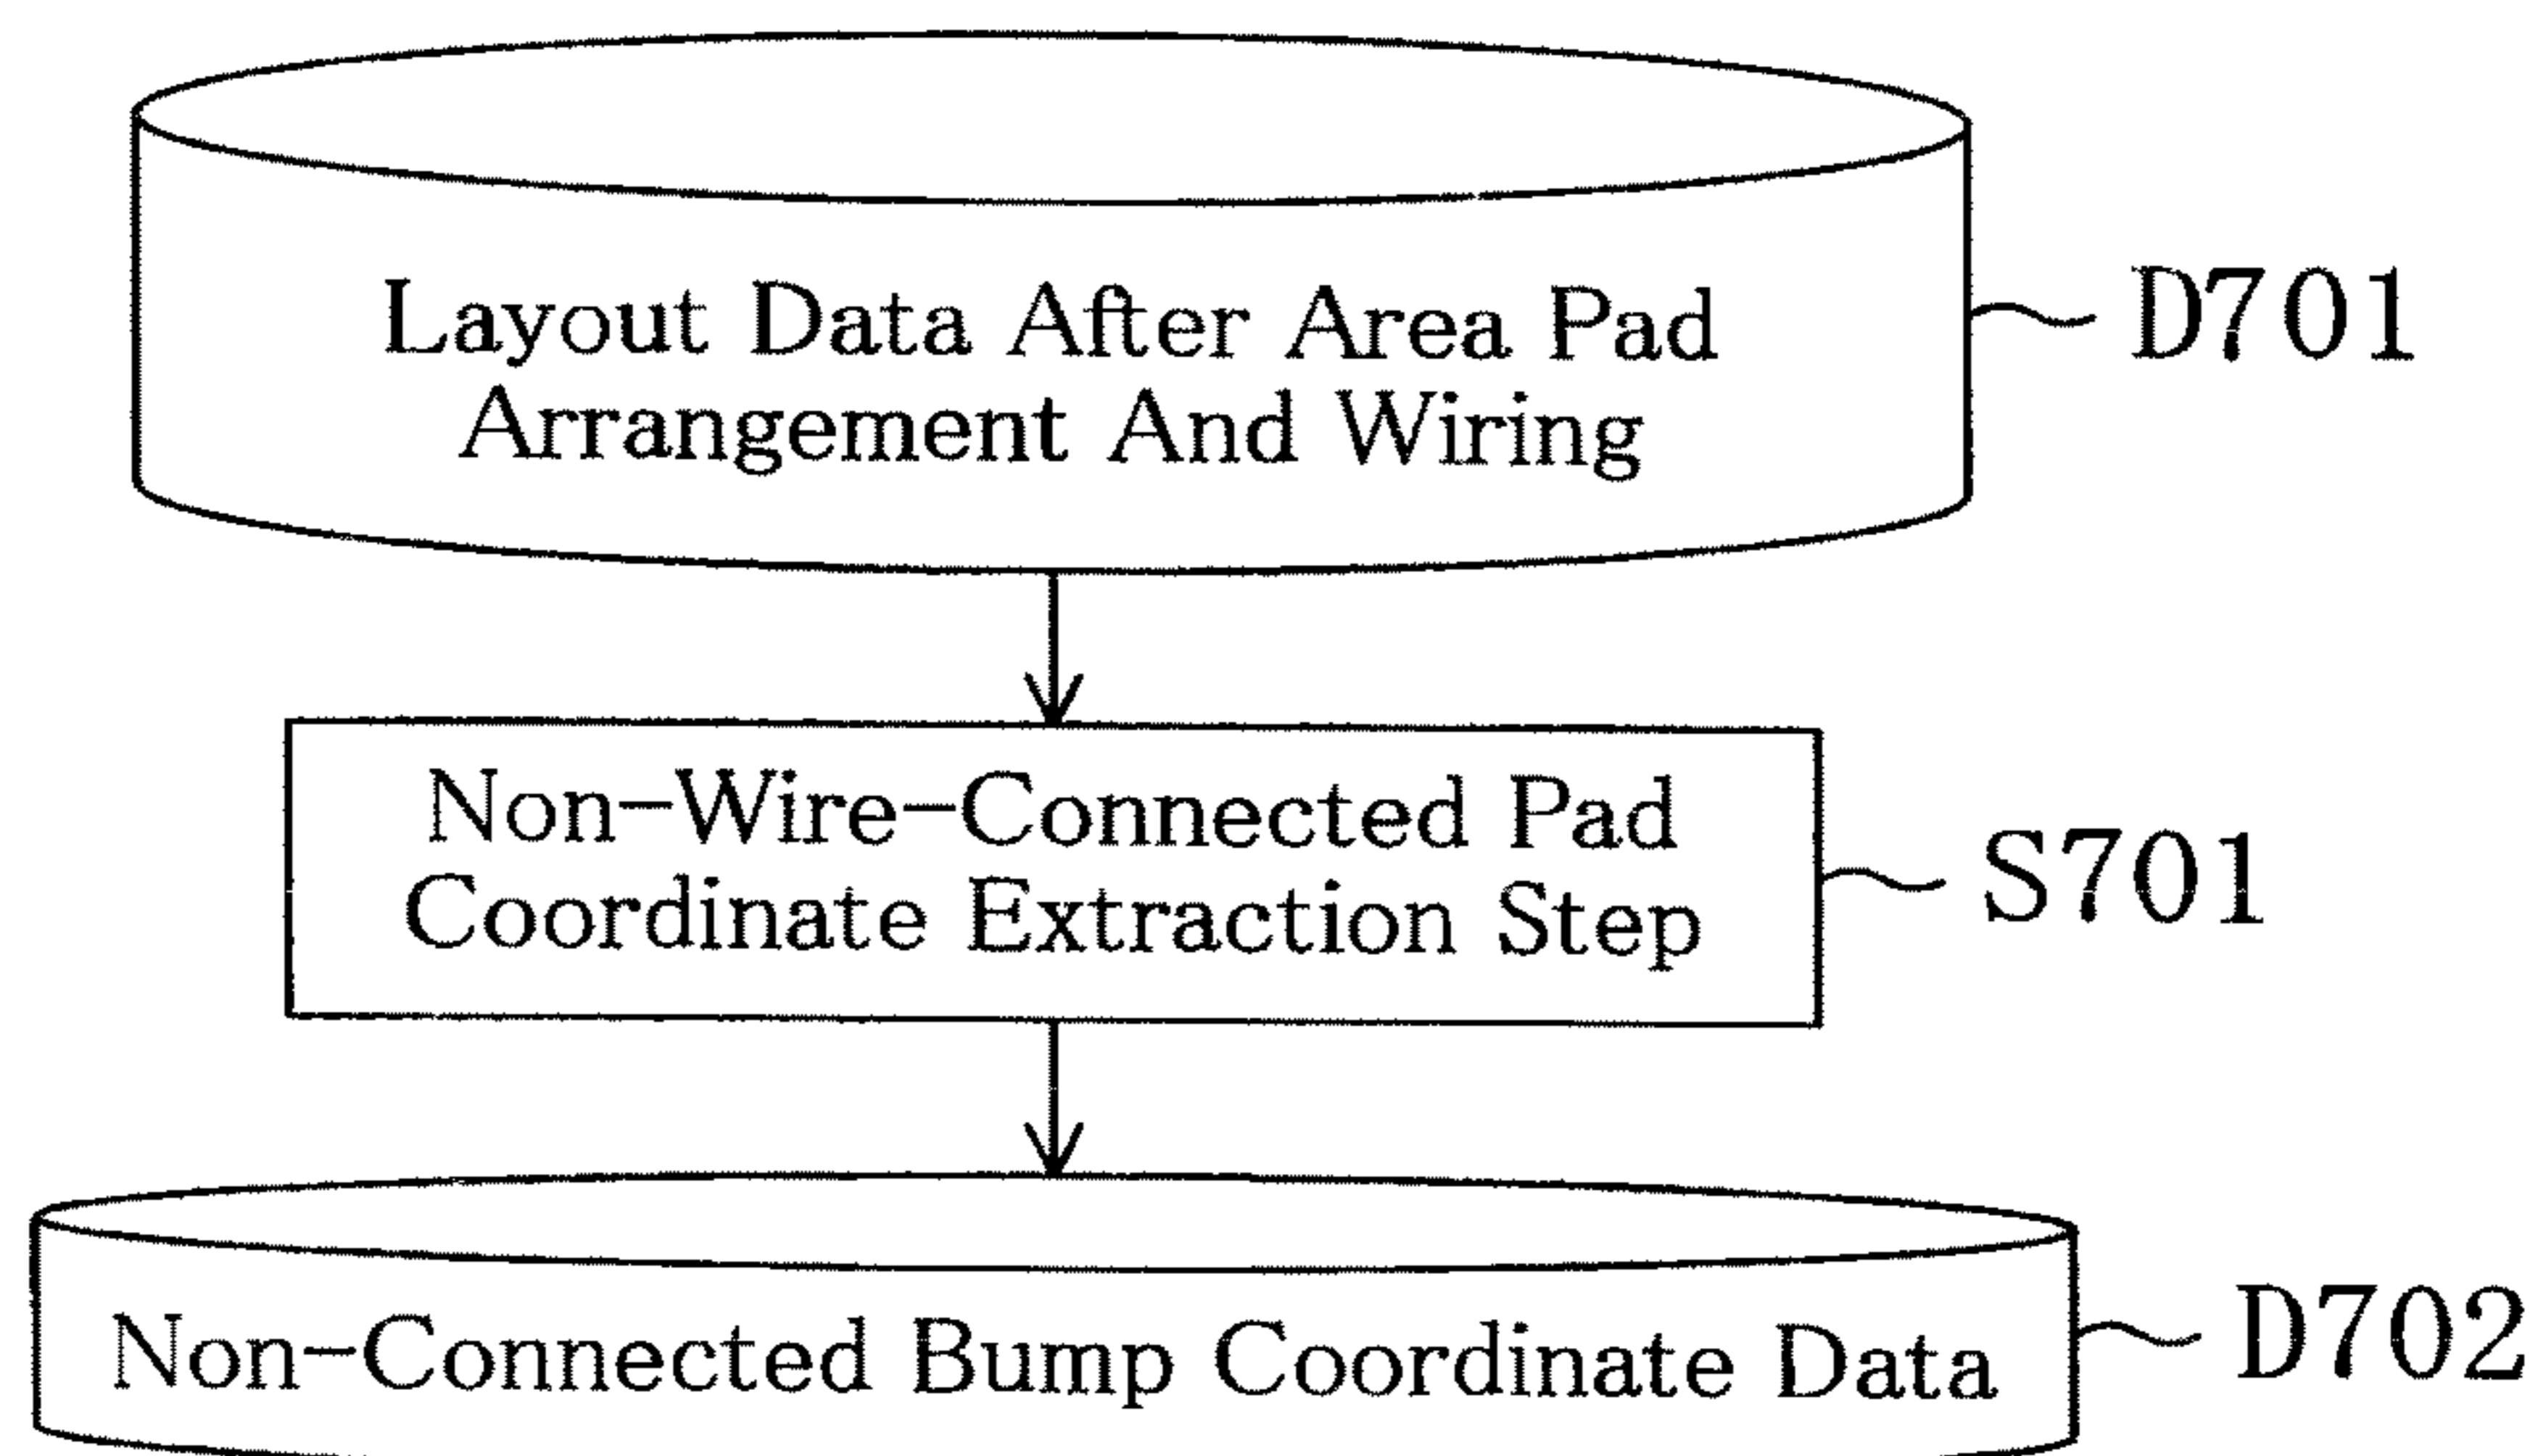 Layout Data After Area Pad
Arrangement And Wiring
D701
Non-Wire-Connected Pad
Coordinate Extraction Step
S701
Non-Connected Bump Coordinate Data
D702